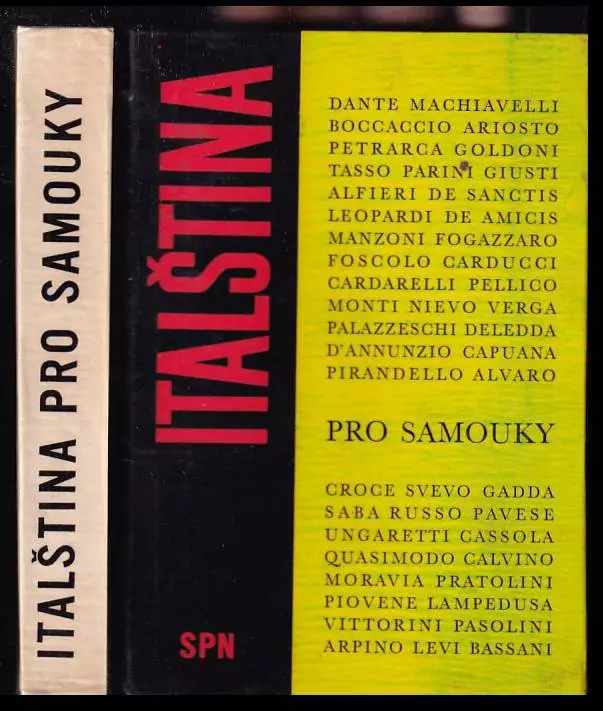 ITALŠTINA PRO SAMOUKY
ITALŠTINA
SPN
DANTE MACHIAVELLI
BOCCACCIO ARIOSTO
PETRARCA GOLDONI
TASSO PARINI GIUSTI
ALFIERI DE SANCTIS
LEOPARDI DE AMICIS
MANZONI FOGAZZARO
FOSCOLO CARDUCCI
CARDARELLI PELLICO
MONTI NIEVO VERGA
PALAZZESCHI DELEDDA
D'ANNUNZIO CAPUANA
PIRANDELLO ALVARO
PRO SAMOUKY
CROCE SVEVO GADDA
SABA RUSSO PAVESE
UNGARETTI CASSOLA
QUASIMODO CALVINO
MORAVIA PRATOLINI
PIOVENE LAMPEDUSA
VITTORINI PASOLINI
ARPINO LEVI BASSANI